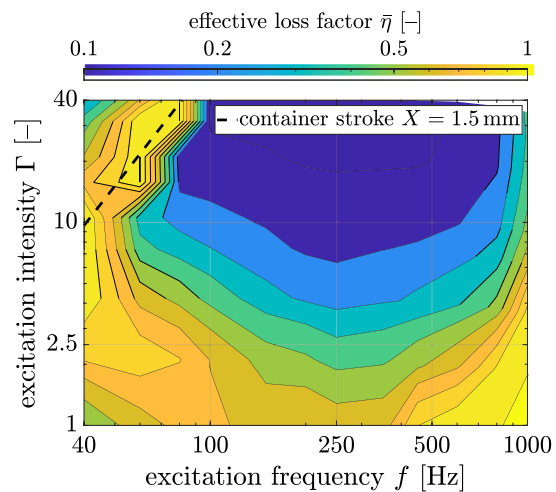 effective loss factor η̄ [–]
0.1 0.2 0.5 1
container stroke X = 1.5 mm
excitation intensity Γ [–]
40
10
2.5
1
40 100 250 500 1000
excitation frequency f [Hz]